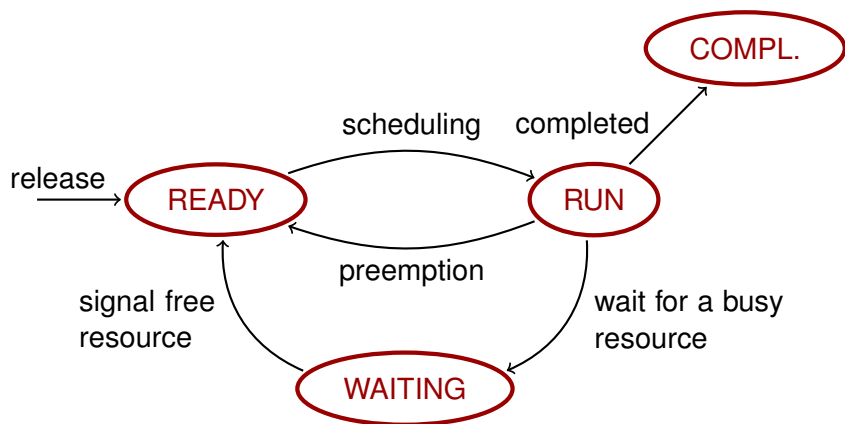 COMPL.
scheduling
completed
release
READY
RUN
preemption
signal free
resource
wait for a busy
resource
WAITING